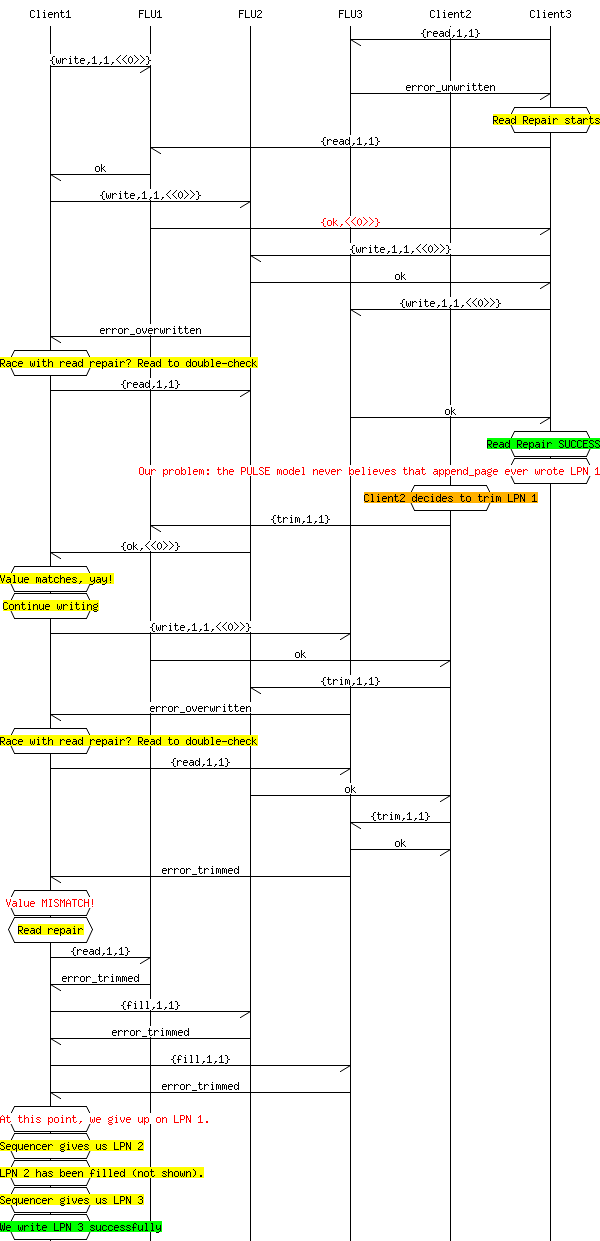 Client1 FLU1 FLU2 FLU3 Client2 Client3
{read,1,1}
{write,1,1,<<0>>}
error_unwritten
Read Repair starts
{read,1,1}
ok
{write,1,1,<<0>>}
{ok,<<0>>}
{write,1,1,<<0>>}
ok
{write,1,1,<<0>>}
error_overwritten
Race with read repair? Read to double-check
{read,1,1}
ok
Read Repair SUCCESS
Our problem: the PULSE model never believes that append_page ever wrote LPN 1
Client2 decides to trim LPN 1
{trim,1,1}
{ok,<<0>>}
Value matches, yay!
Continue writing
{write,1,1,<<0>>}
ok
{trim,1,1}
error_overwritten
Race with read repair? Read to double-check
{read,1,1}
ok
{trim,1,1}
ok
error_trimmed
Value MISMATCH!
Read repair
{read,1,1}
error_trimmed
{fill,1,1}
error_trimmed
{fill,1,1}
error_trimmed
At this point, we give up on LPN 1.
Sequencer gives us LPN 2
LPN 2 has been filled (not shown).
Sequencer gives us LPN 3
We write LPN 3 successfully